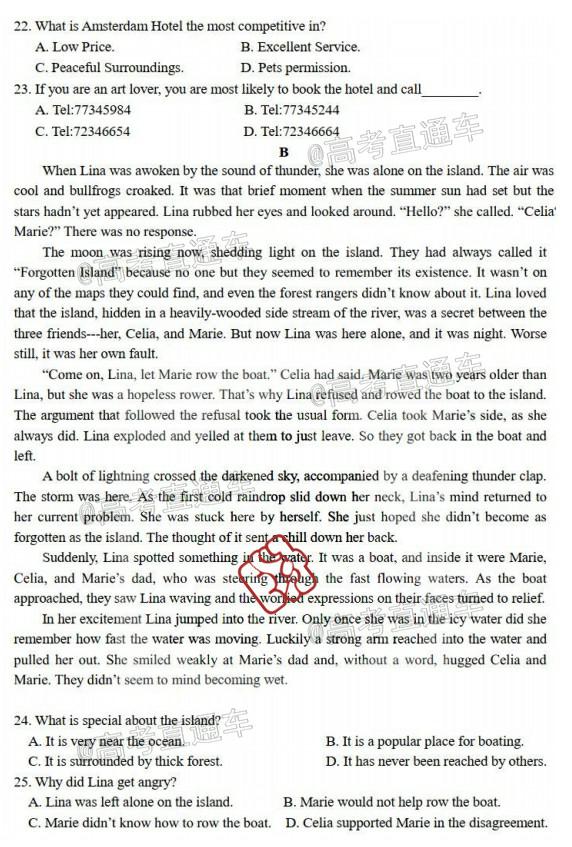 22. What is Amsterdam Hotel the most competitive in?
A. Low Price. B. Excellent Service.
C. Peaceful Surroundings. D. Pets permission.
23. If you are an art lover, you are most likely to book the hotel and call________.
A. Tel:77345984 B. Tel:77345244
C. Tel:72346654 D. Tel:72346664
@高考直通车
B
When Lina was awoken by the sound of thunder, she was alone on the island. The air was
cool and bullfrogs croaked. It was that brief moment when the summer sun had set but the
stars hadn't yet appeared. Lina rubbed her eyes and looked around. “Hello?” she called. “Celia'
Marie?” There was no response.
The moon was rising now, shedding light on the island. They had always called it
@高考直通车
“Forgotten Island” because no one but they seemed to remember its existence. It wasn't on
any of the maps they could find, and even the forest rangers didn't know about it. Lina loved
that the island, hidden in a heavily-wooded side stream of the river, was a secret between the
three friends---her, Celia, and Marie. But now Lina was here alone, and it was night. Worse
still, it was her own fault.
“Come on, Lina, let Marie row the boat.” Celia had said. Marie was two years older than
@高考直通车
Lina, but she was a hopeless rower. That's why Lina refused and rowed the boat to the island.
The argument that followed the refusal took the usual form. Celia took Marie's side, as she
always did. Lina exploded and yelled at them to just leave. So they got back in the boat and
left.
A bolt of lightning crossed the darkened sky, accompanied by a deafening thunder clap.
@高考直通车
The storm was here. As the first cold raindrop slid down her neck, Lina's mind returned to
her current problem. She was stuck here by herself. She just hoped she didn't become as
forgotten as the island. The thought of it sent a chill down her back.
Suddenly, Lina spotted something in the water. It was a boat, and inside it were Marie,
Celia, and Marie's dad, who was steering through the fast flowing waters. As the boat
approached, they saw Lina waving and the worried expressions on their faces turned to relief.
@高考直通车
In her excitement Lina jumped into the river. Only once she was in the icy water did she
remember how fast the water was moving. Luckily a strong arm reached into the water and
pulled her out. She smiled weakly at Marie's dad and, without a word, hugged Celia and
Marie. They didn't seem to mind becoming wet.
24. What is special about the island?
@高考直通车
A. It is very near the ocean. B. It is a popular place for boating.
C. It is surrounded by thick forest. D. It has never been reached by others.
25. Why did Lina get angry?
A. Lina was left alone on the island. B. Marie would not help row the boat.
C. Marie didn't know how to row the boat. D. Celia supported Marie in the disagreement.